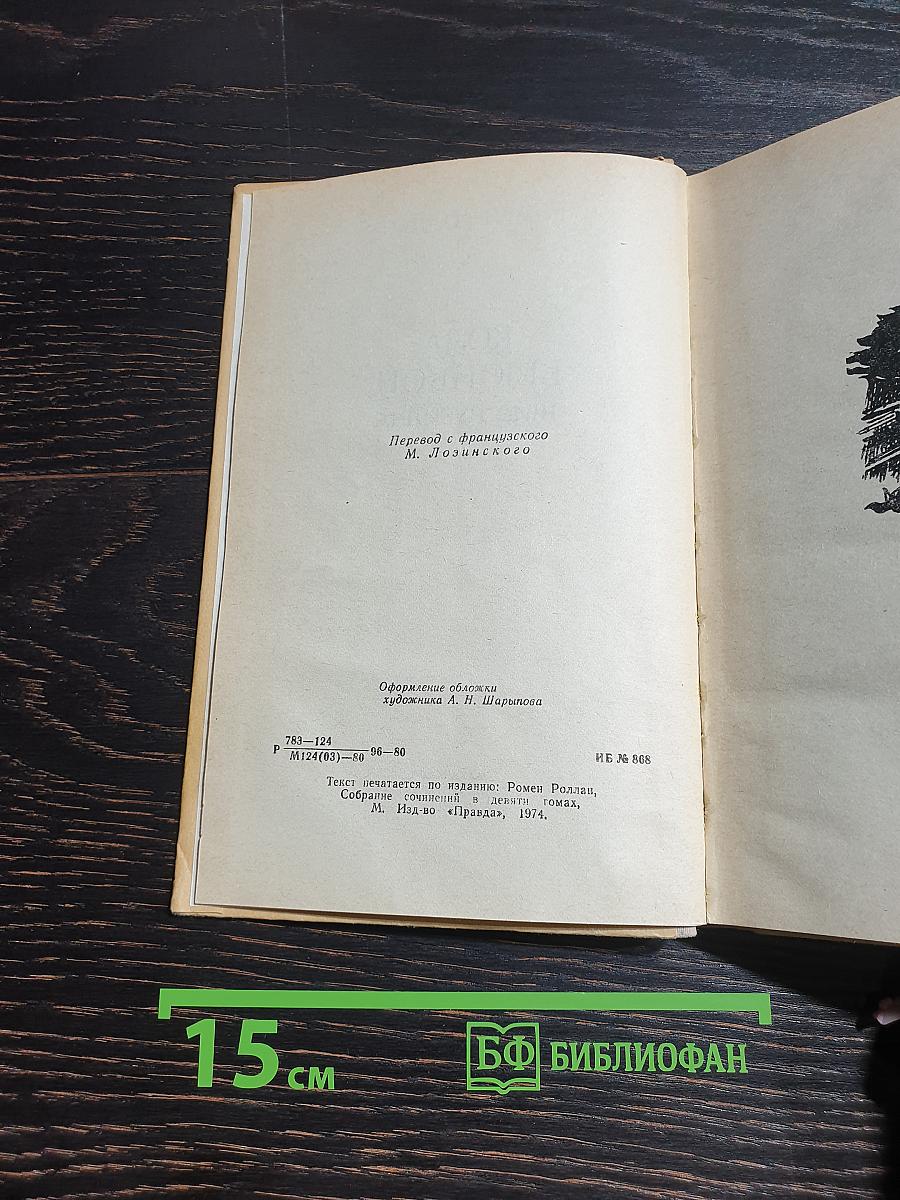 Перевод с французского
М. Лозинского
Оформление обложки
художника А. Н. Шарыпова
Р 783—124
М124(03)—80 96—80
ИБ № 868
Текст печатается по изданию: Ромен Роллан,
Собрание сочинений в девяти томах,
М. Изд-во «Правда», 1974.
15 см
БФ БИБЛИОФАН